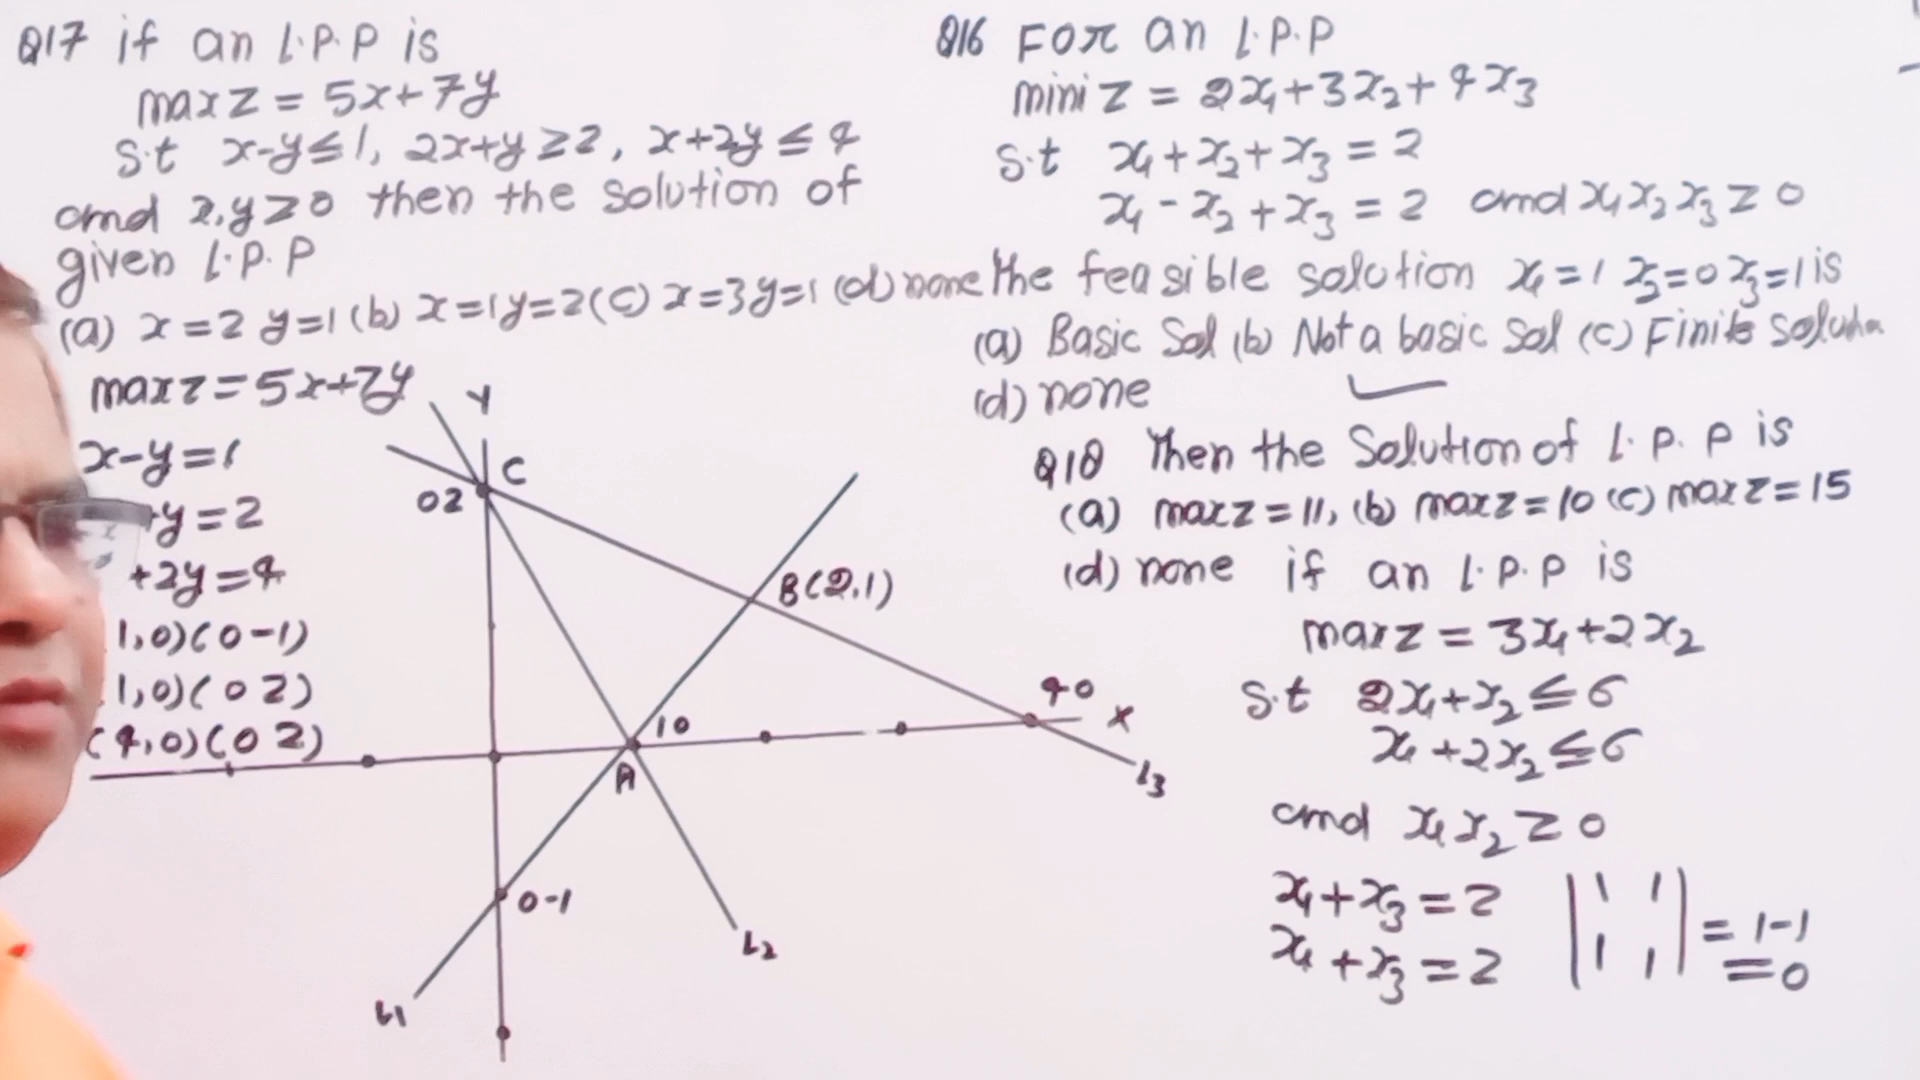 Q17 if an L.P.P is
max z = 5x+7y
S.t x-y≤1, 2x+y≥2, x+2y≤4
and x,y≥0 then the solution of
given L.P.P
(a) x=2 y=1 (b) x=1 y=2 (c) x=3 y=1 (d) none
max z = 5x+7y
x-y=1
y=2
+2y=4
1,0)(0-1)
1,0)(0 2)
(4,0)(0 2)
Y
C
02
B(2,1)
10
A
40
X
L3
0-1
L2
L1
Q16 For an L.P.P
mini z = 2x1+3x2+4x3
S.t x1+x2+x3=2
x1-x2+x3=2 and x1 x2 x3≥0
the feasible solution x1=1 x2=0 x3=1 is
(a) Basic Sol (b) Not a basic sol (c) Finite Solution
(d) none
Q18 Then the Solution of L.P.P is
(a) max z=11, (b) max z=10 (c) max z=15
(d) none if an L.P.P is
max z = 3x1+2x2
S.t 2x1+x2≤6
x1+2x2≤6
and x1 x2≥0
x1+x3=2 | 1 1 |
x1+x3=2 | 1 1 | = 1-1
=0